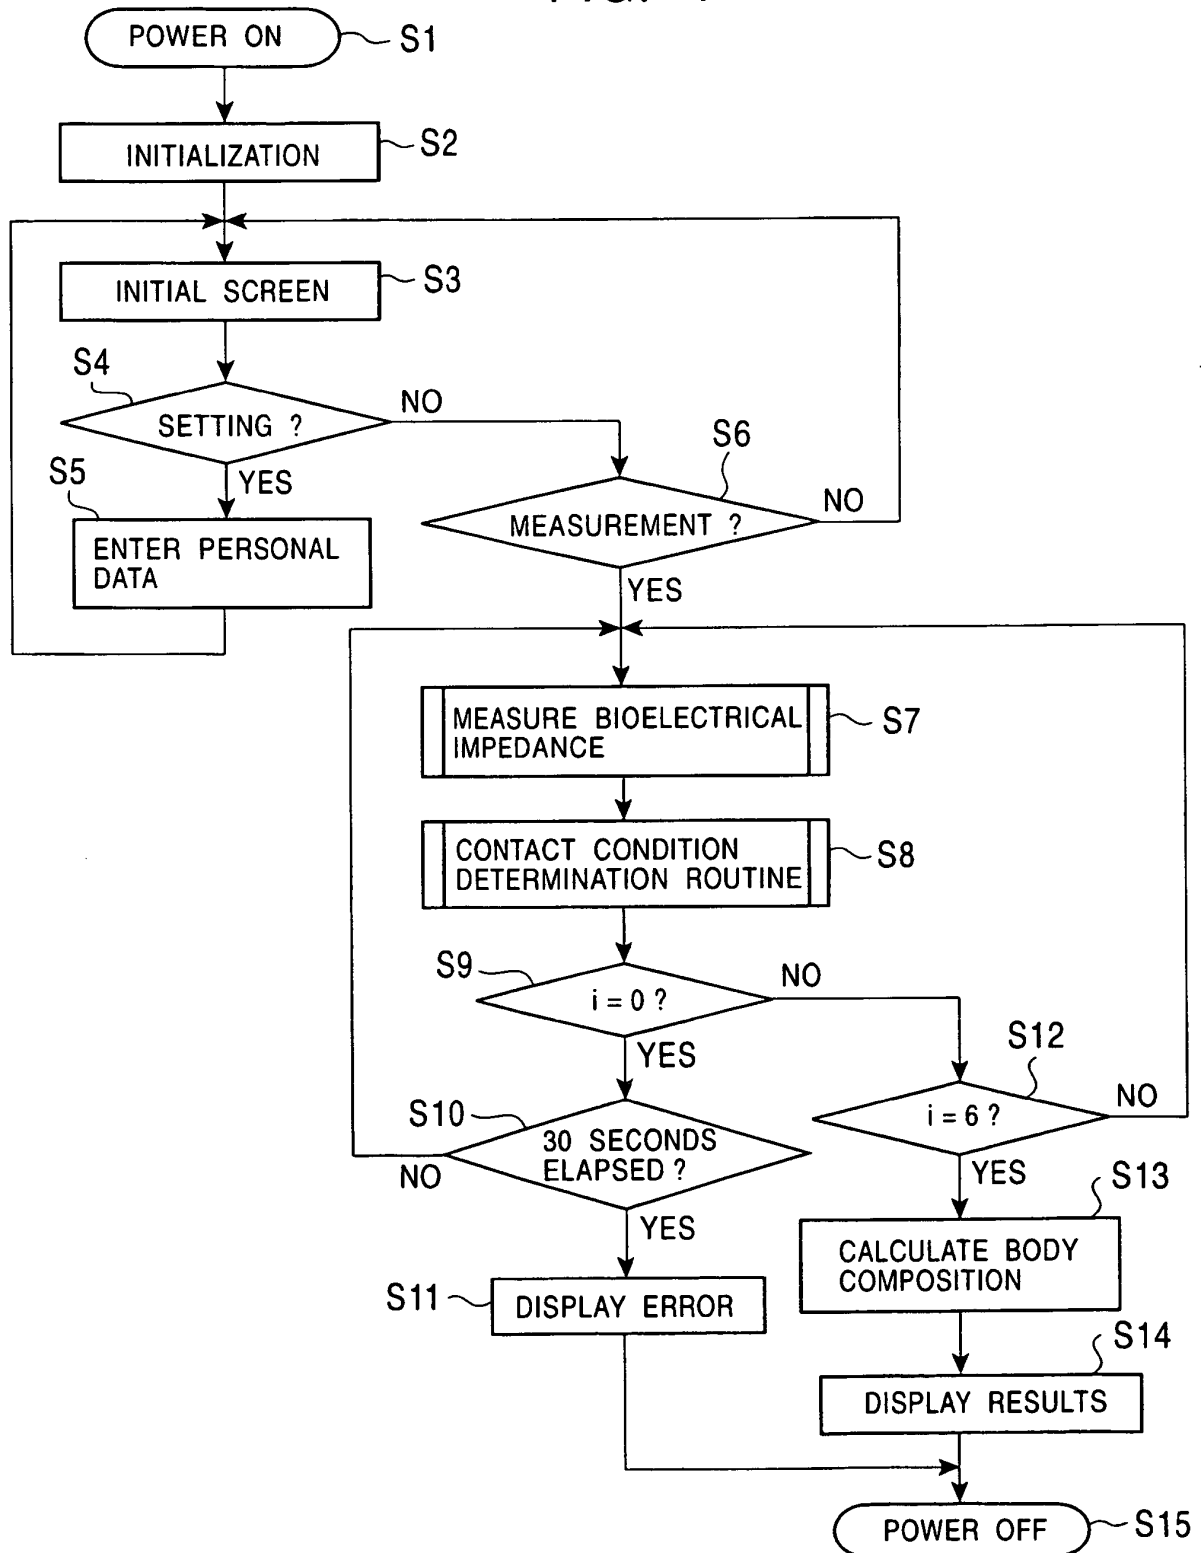 POWER ON
S1
INITIALIZATION
S2
INITIAL SCREEN
S3
S4
SETTING ?
NO
YES
S5
ENTER PERSONAL
DATA
S6
MEASUREMENT ?
NO
YES
MEASURE BIOELECTRICAL
IMPEDANCE
S7
CONTACT CONDITION
DETERMINATION ROUTINE
S8
S9
i = 0 ?
NO
YES
S10
30 SECONDS
ELAPSED ?
NO
YES
S11
DISPLAY ERROR
S12
i = 6 ?
NO
YES
S13
CALCULATE BODY
COMPOSITION
S14
DISPLAY RESULTS
POWER OFF
S15